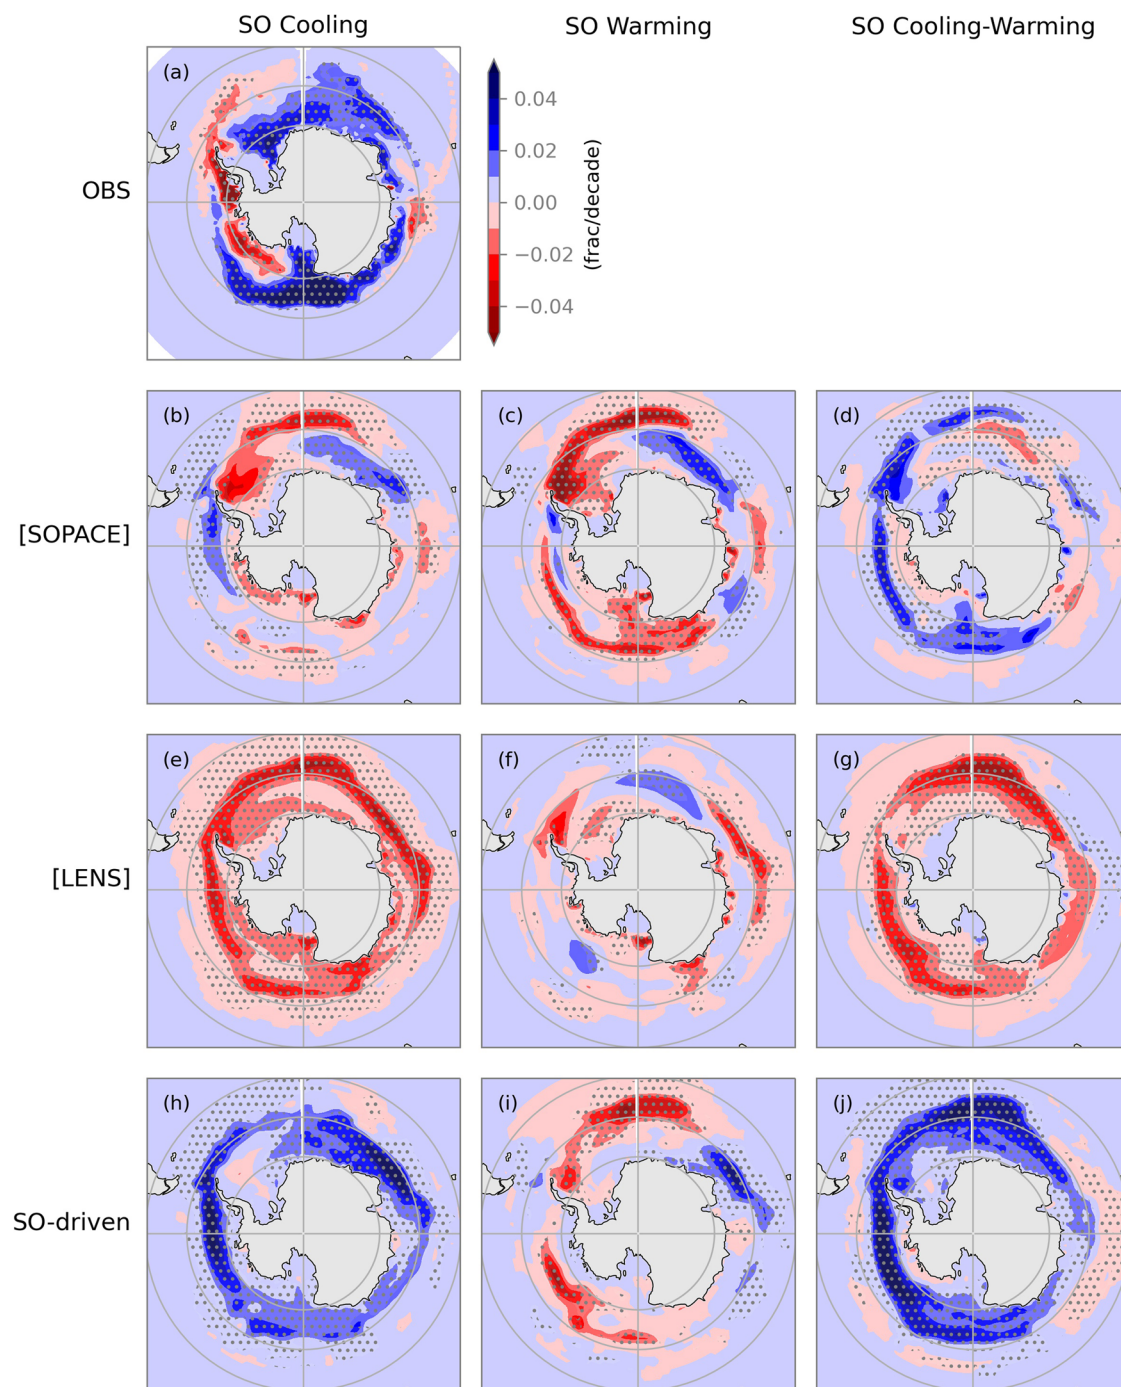 SO Cooling
SO Warming
SO Cooling-Warming
(a)
0.04
0.02
0.00
−0.02
−0.04
(frac/decade)
OBS
(b)
(c)
(d)
[SOPACE]
(e)
(f)
(g)
[LENS]
(h)
(i)
(j)
SO-driven